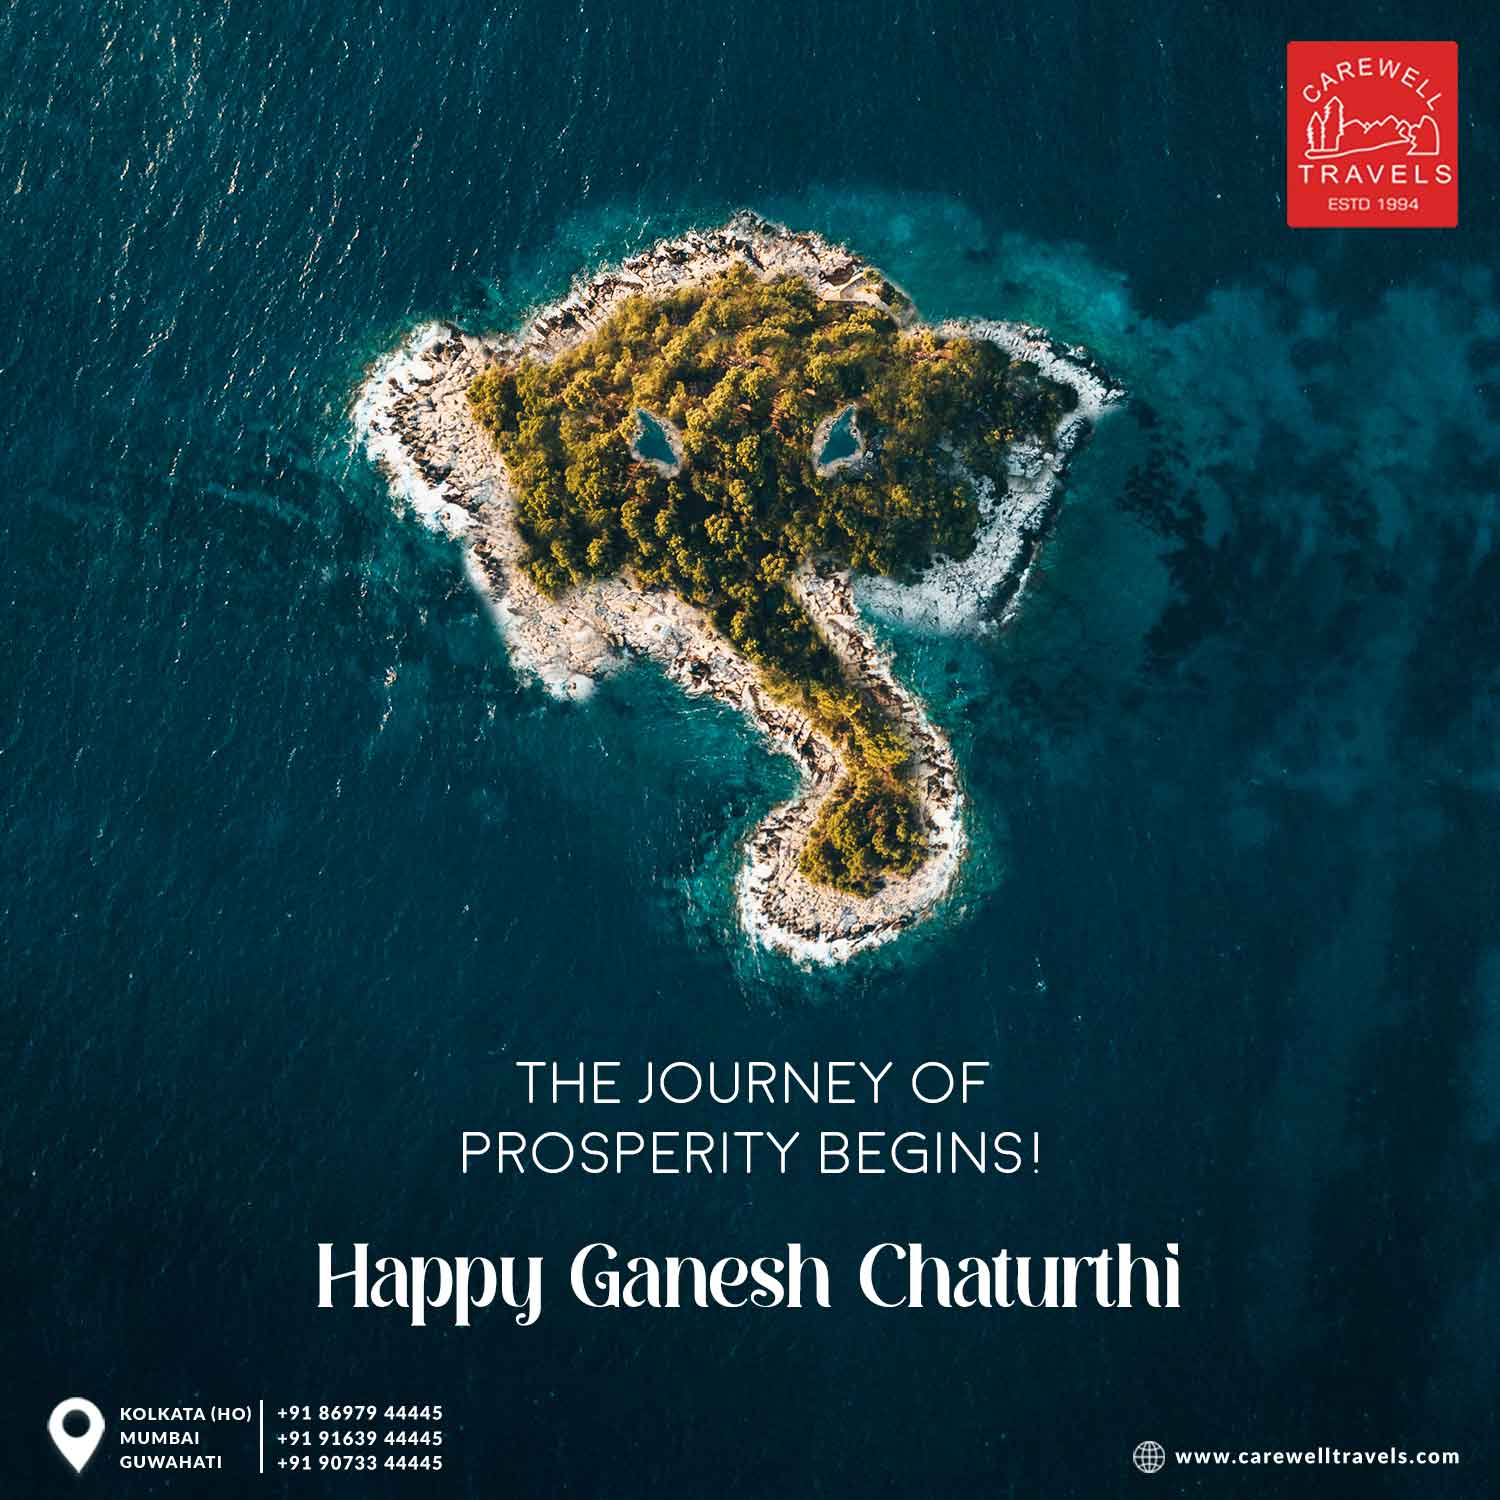 CAREWELL
TRAVELS
ESTD 1994
THE JOURNEY OF
PROSPERITY BEGINS!
Happy Ganesh Chaturthi
KOLKATA (HO) +91 86979 44445
MUMBAI +91 91639 44445
GUWAHATI +91 90733 44445
www.carewelltravels.com